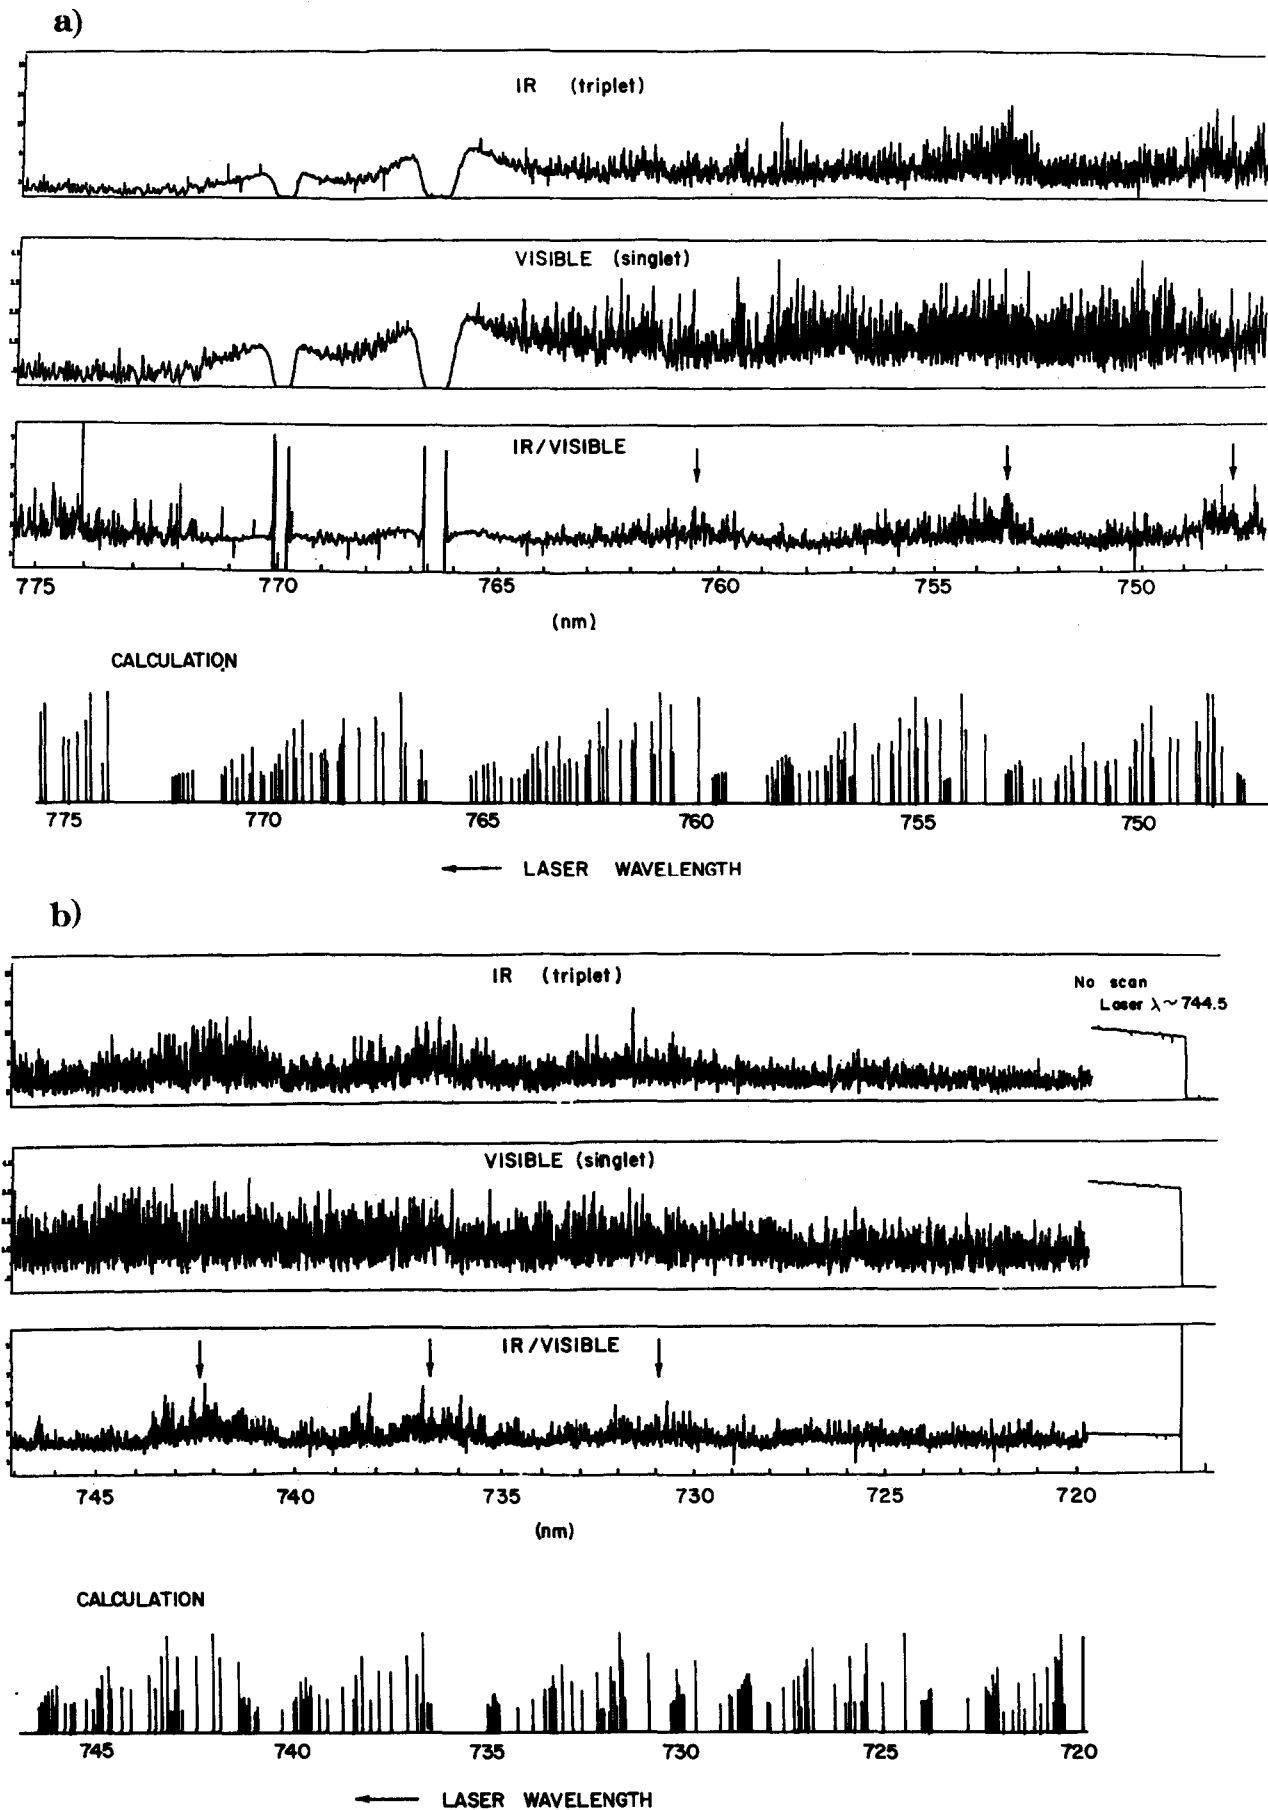 a)
IR (triplet)
VISIBLE (singlet)
IR/VISIBLE
775 770 765 760 755 750
(nm)
CALCULATION
775 770 765 760 755 750
← LASER WAVELENGTH
b)
IR (triplet)
No scan
Laser λ ~ 744.5
VISIBLE (singlet)
IR/VISIBLE
745 740 735 730 725 720
(nm)
CALCULATION
745 740 735 730 725 720
← LASER WAVELENGTH